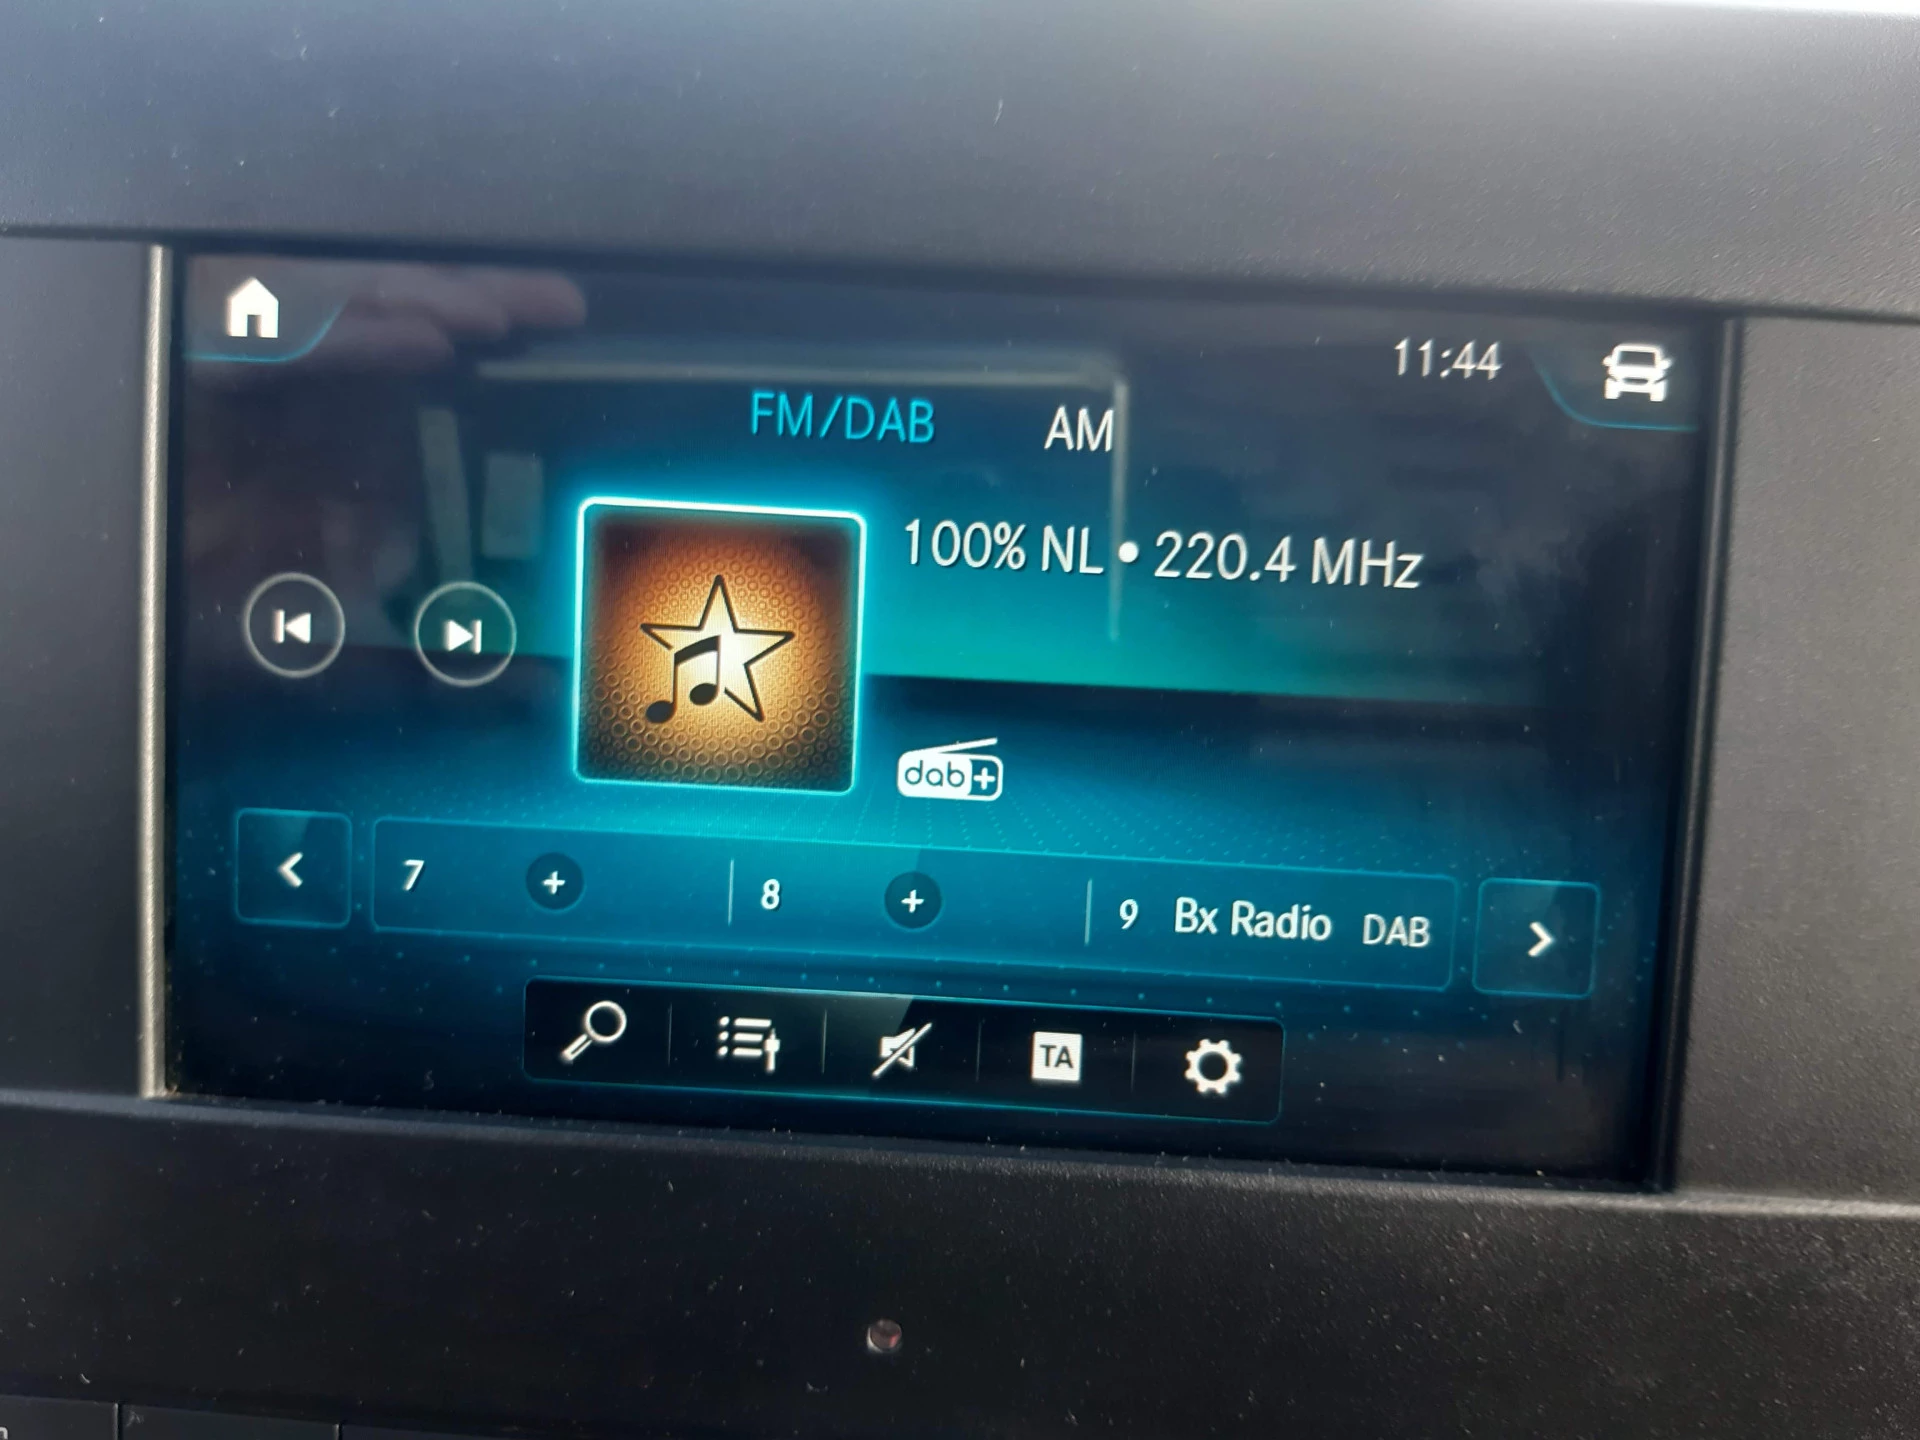 11:44
FM/DAB AM
100% NL • 220.4 MHz
dab+
7 + 8 + 9 Bx Radio DAB
TA